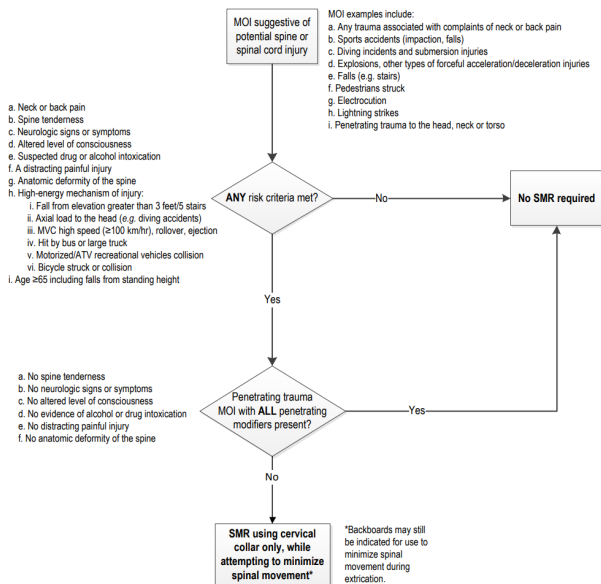 MOI suggestive of
potential spine or
spinal cord injury
MOI examples include:
a. Any trauma associated with complaints of neck or back pain
b. Sports accidents (impaction, falls)
c. Diving incidents and submersion injuries
d. Explosions, other types of forceful acceleration/deceleration injuries
e. Falls (e.g. stairs)
f. Pedestrians struck
g. Electrocution
h. Lightning strikes
i. Penetrating trauma to the head, neck or torso
a. Neck or back pain
b. Spine tenderness
c. Neurologic signs or symptoms
d. Altered level of consciousness
e. Suspected drug or alcohol intoxication
f. A distracting painful injury
g. Anatomic deformity of the spine
h. High-energy mechanism of injury:
i. Fall from elevation greater than 3 feet/5 stairs
ii. Axial load to the head (e.g. diving accidents)
iii. MVC high speed (≥100 km/hr), rollover, ejection
iv. Hit by bus or large truck
v. Motorized/ATV recreational vehicles collision
vi. Bicycle struck or collision
i. Age ≥65 including falls from standing height
ANY risk criteria met?
No
No SMR required
Yes
a. No spine tenderness
b. No neurologic signs or symptoms
c. No altered level of consciousness
d. No evidence of alcohol or drug intoxication
e. No distracting painful injury
f. No anatomic deformity of the spine
Penetrating trauma
MOI with ALL penetrating
modifiers present?
Yes
No
SMR using cervical
collar only, while
attempting to minimize
spinal movement*
*Backboards may still
be indicated for use to
minimize spinal
movement during
extrication.